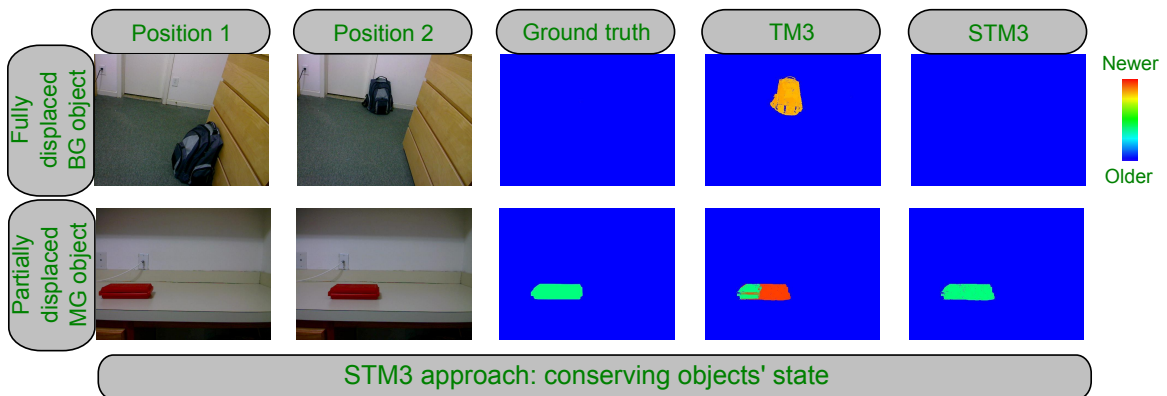 Position 1
Position 2
Ground truth
TM3
STM3
Fully
displaced
BG object
Newer
Older
Partially
displaced
MG object
STM3 approach: conserving objects' state